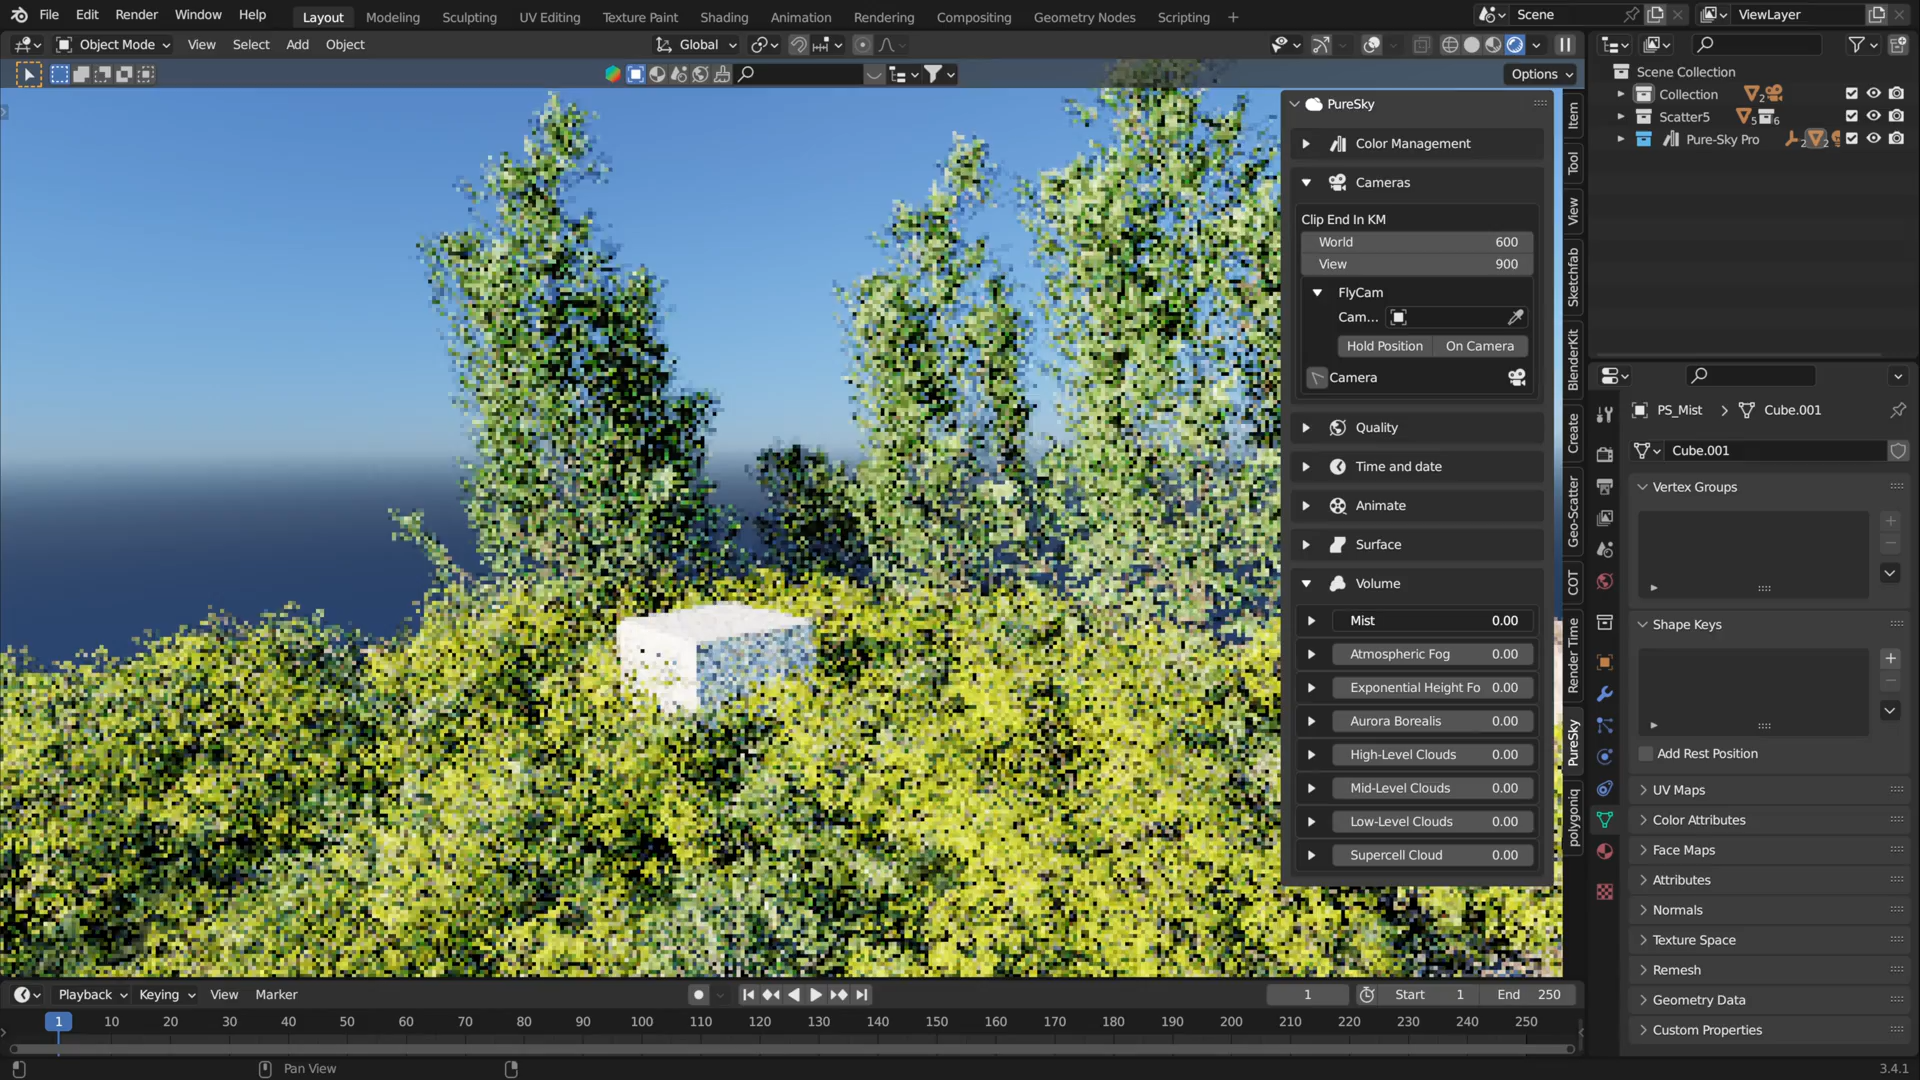 File Edit Render Window Help Layout Modeling Sculpting UV Editing Texture Paint Shading Animation Rendering Compositing Geometry Nodes Scripting + Scene ViewLayer
Object Mode View Select Add Object Global
Options
PureSky
Color Management
Cameras
Clip End In KM
World 600
View 900
FlyCam
Cam...
Hold Position On Camera
Camera
Quality
Time and date
Animate
Surface
Volume
Mist 0.00
Atmospheric Fog 0.00
Exponential Height Fo 0.00
Aurora Borealis 0.00
High-Level Clouds 0.00
Mid-Level Clouds 0.00
Low-Level Clouds 0.00
Supercell Cloud 0.00
Item
Tool
View
Sketchfab
BlenderKit
Create
Geo-Scatter
COT
Render Time
PureSky
polygoniq
Scene Collection
Collection 2
Scatter5 5 6
Pure-Sky Pro 2 2
PS_Mist > Cube.001
Cube.001
Vertex Groups
Shape Keys
Add Rest Position
UV Maps
Color Attributes
Face Maps
Attributes
Normals
Texture Space
Remesh
Geometry Data
Custom Properties
Playback Keying View Marker 1 Start 1 End 250
1 10 20 30 40 50 60 70 80 90 100 110 120 130 140 150 160 170 180 190 200 210 220 230 240 250
Pan View 3.4.1